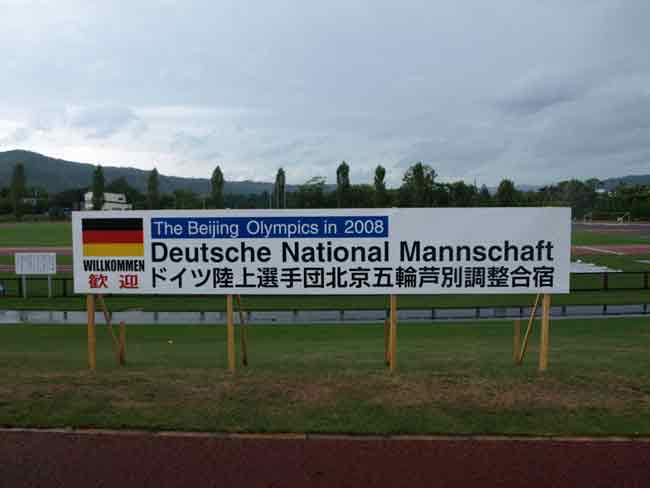 The Beijing Olympics in 2008
Deutsche National Mannschaft
ドイツ陸上選手団北京五輪芦別調整合宿
WILLKOMMEN
歓迎